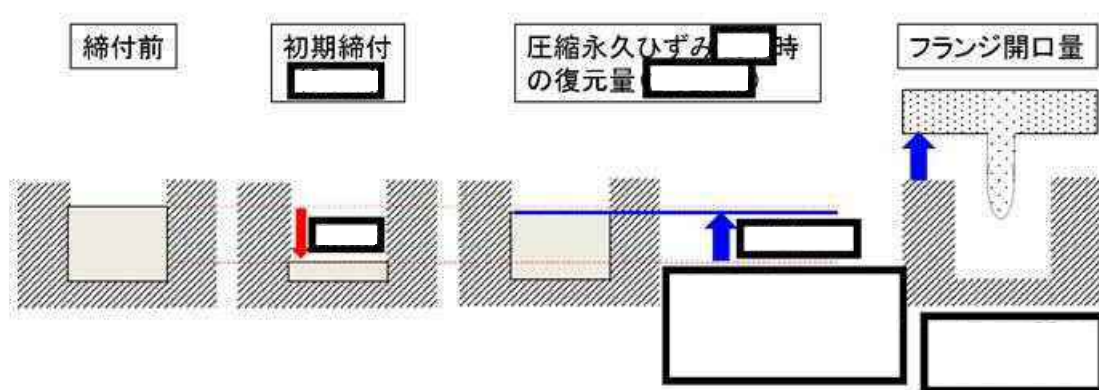 締付前
初期締付
圧縮永久ひずみ 時
の復元量( )
フランジ開口量